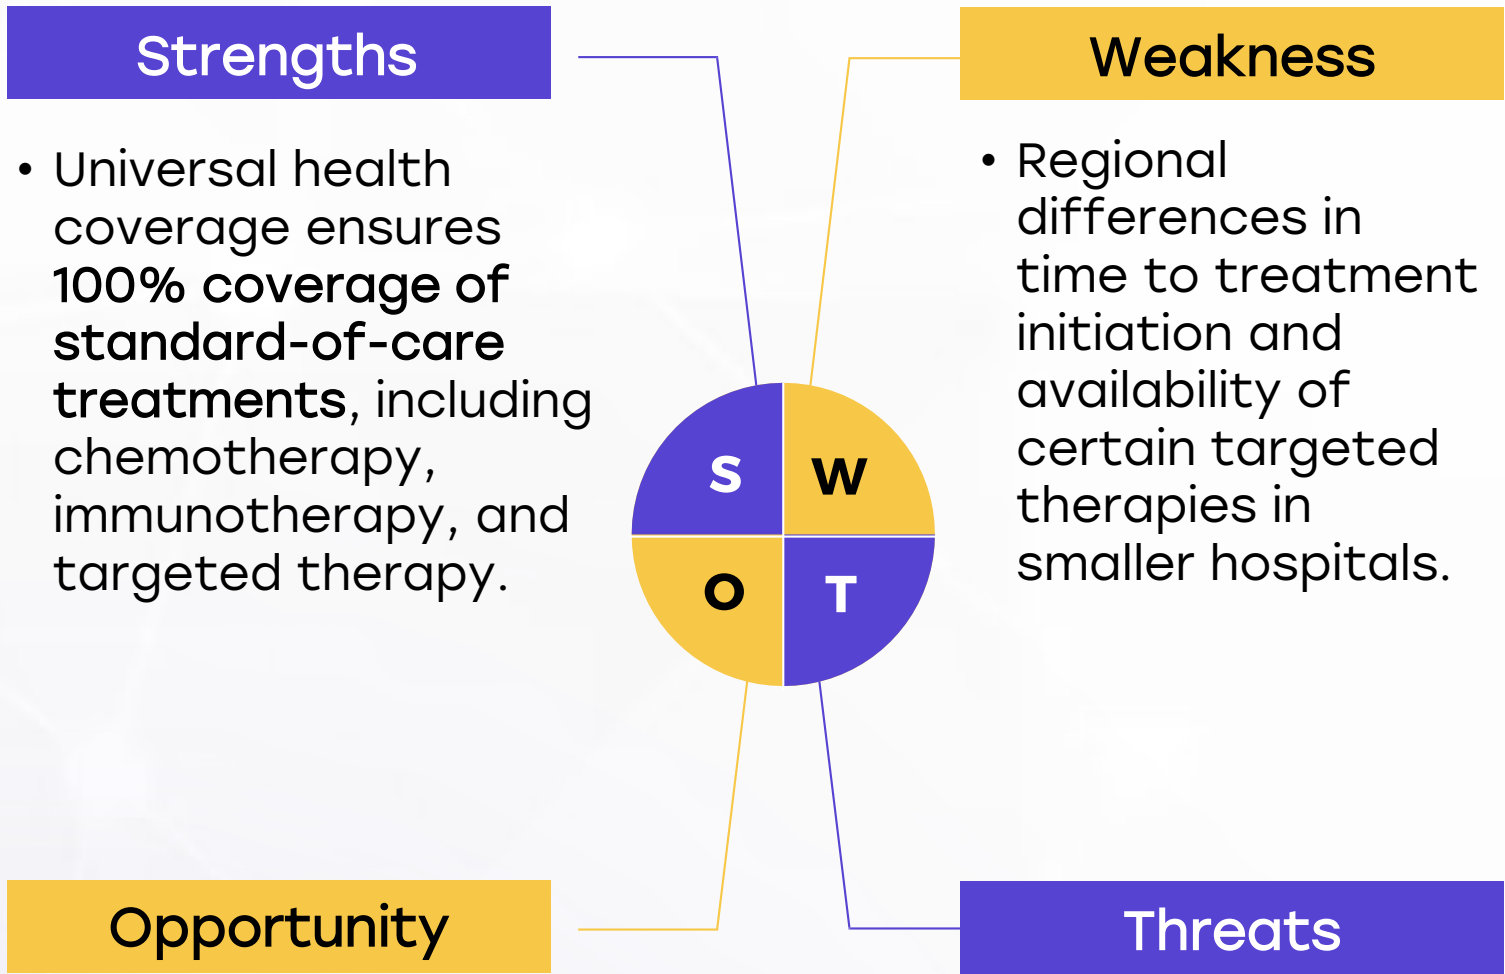 Strengths
• Universal health
coverage ensures
100% coverage of
standard-of-care
treatments, including
chemotherapy,
immunotherapy, and
targeted therapy.
Weakness
• Regional
differences in
time to treatment
initiation and
availability of
certain targeted
therapies in
smaller hospitals.
S
W
O
T
Opportunity
Threats